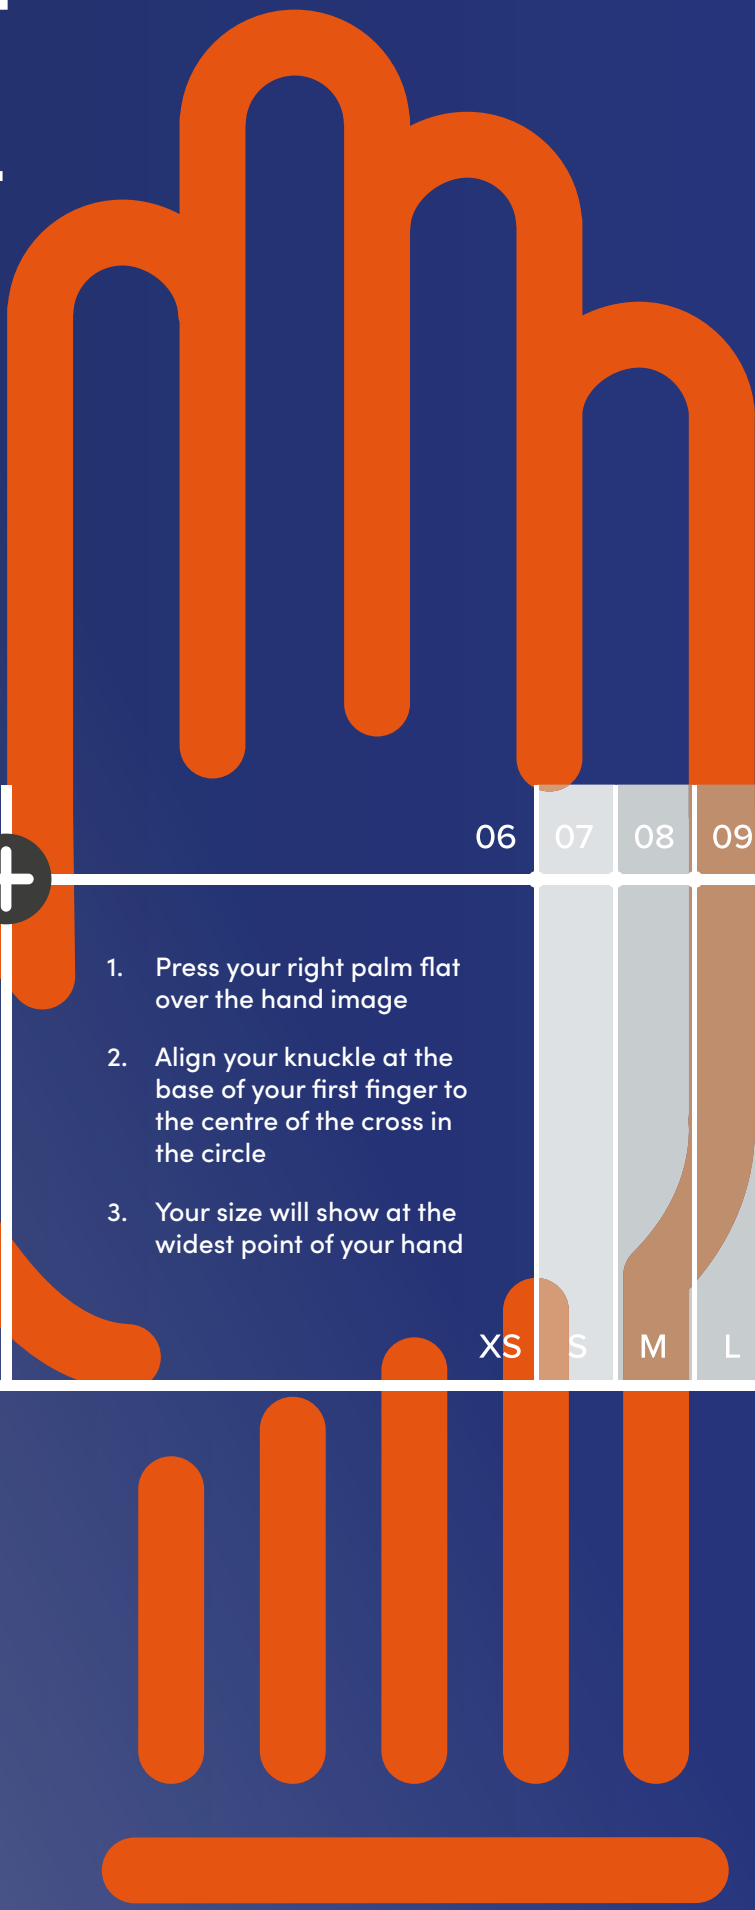 06 07 08 09
1. Press your right palm flat
over the hand image
2. Align your knuckle at the
base of your first finger to
the centre of the cross in
the circle
3. Your size will show at the
widest point of your hand
XS S M L